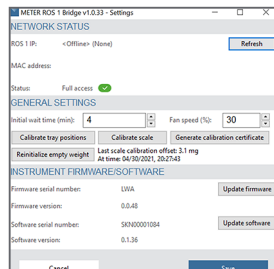 METER ROS 1 Bridge v1.0.33 - Settings
NETWORK STATUS
ROS 1 IP: <Offline> (None) Refresh
MAC address:
Status: Full access
GENERAL SETTINGS
Initial wait time (min): 4 Fan speed (%): 30
Calibrate tray positions Calibrate scale Generate calibration certificate
Reinitialize empty weight Last scale calibration offset: 3.1 mg
At time: 04/30/2021, 20:27:43
INSTRUMENT FIRMWARE/SOFTWARE
Firmware serial number: LWA Update firmware
Firmware version: 0.0.48
Software serial number: SKN00001084 Update software
Software version: 0.1.36
Cancel Save